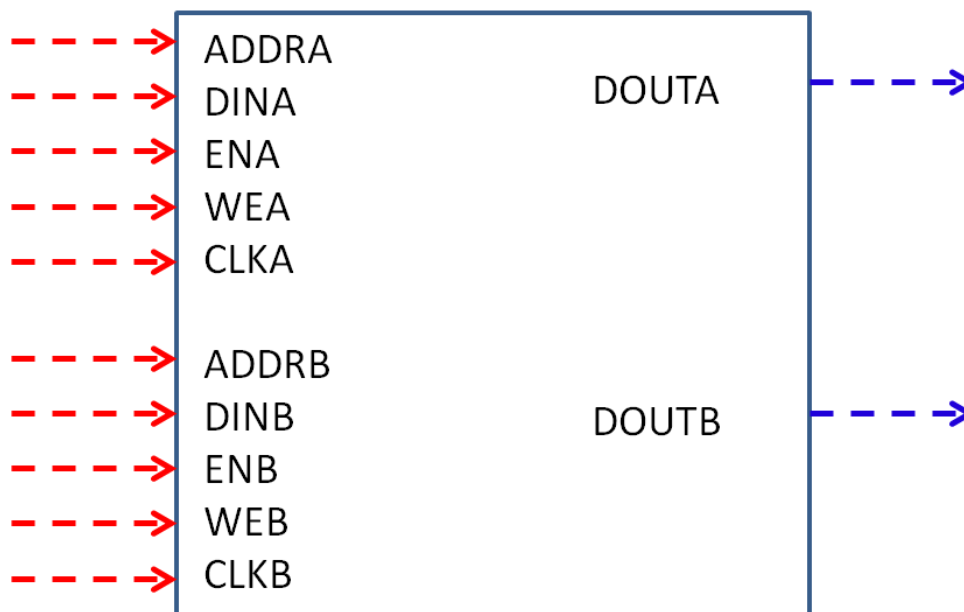 ADDRA
DINA
ENA
WEA
CLKA
DOUTA
ADDRB
DINB
ENB
WEB
CLKB
DOUTB